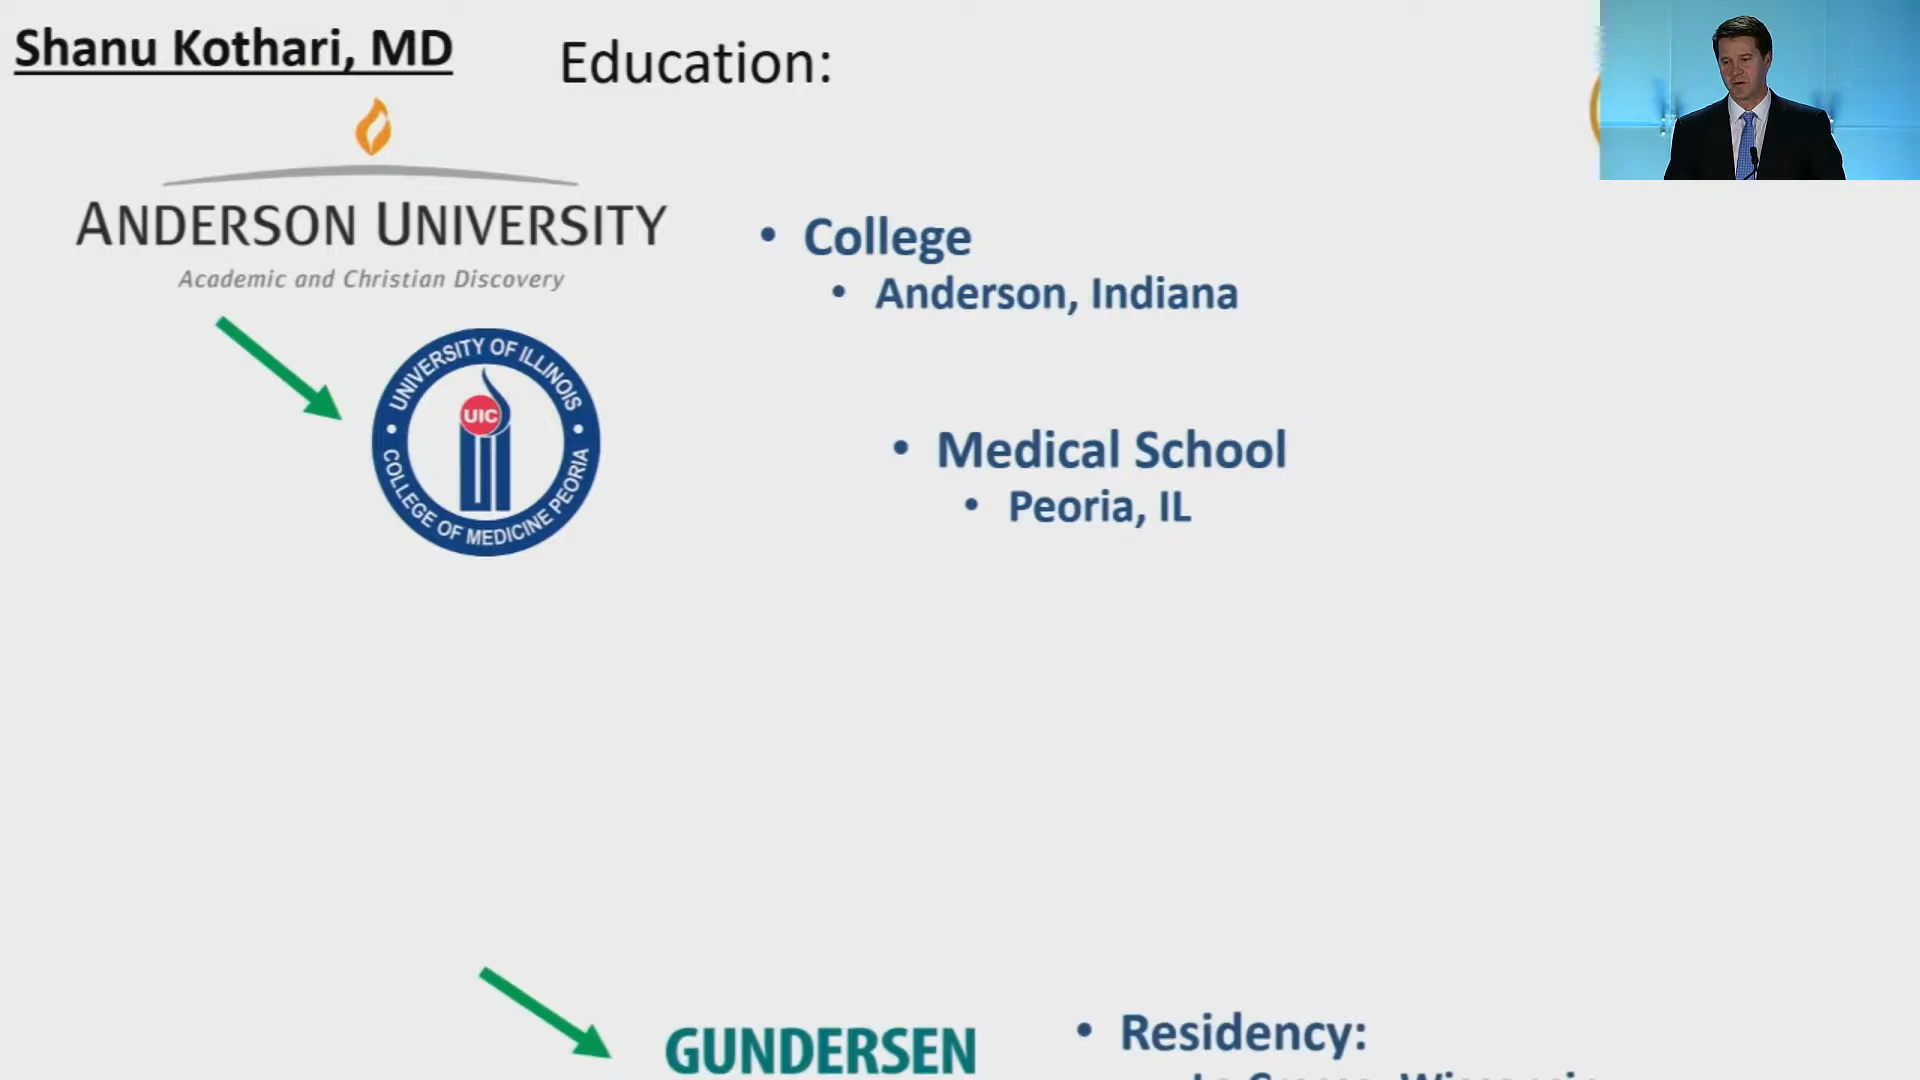 Shanu Kothari, MD
Education:
ANDERSON UNIVERSITY
Academic and Christian Discovery
• College
• Anderson, Indiana
UNIVERSITY OF ILLINOIS
UIC
COLLEGE OF MEDICINE PEORIA
• Medical School
• Peoria, IL
GUNDERSEN
• Residency: